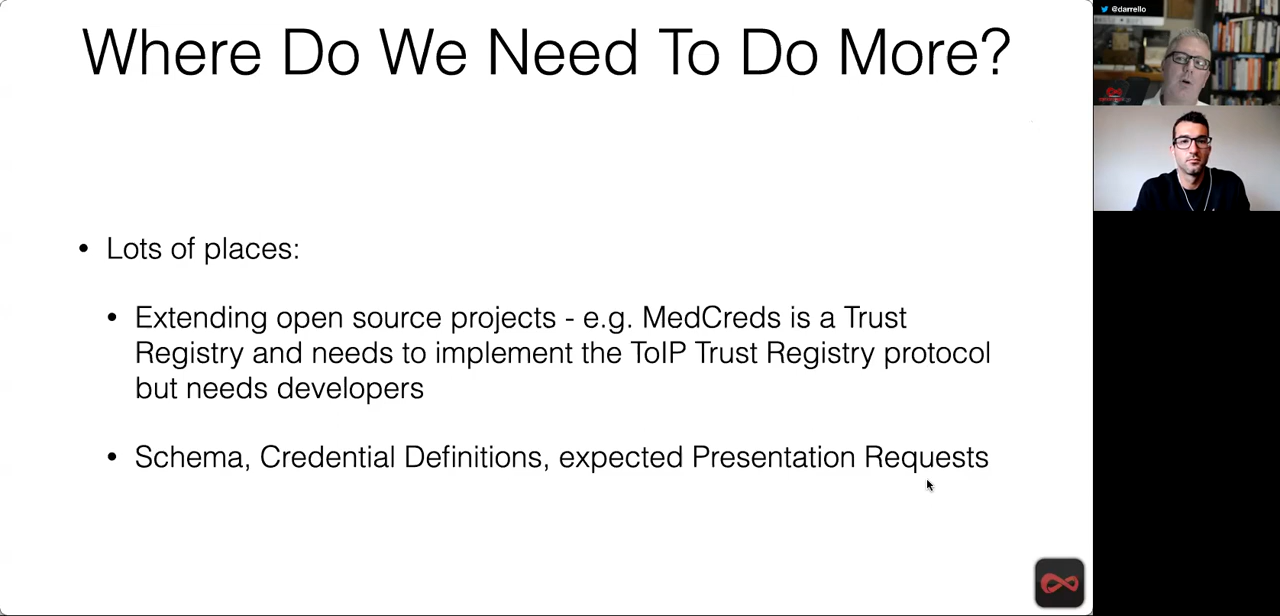 Where Do We Need To Do More?
@darrello
• Lots of places:
• Extending open source projects - e.g. MedCreds is a Trust
Registry and needs to implement the ToIP Trust Registry protocol
but needs developers
• Schema, Credential Definitions, expected Presentation Requests